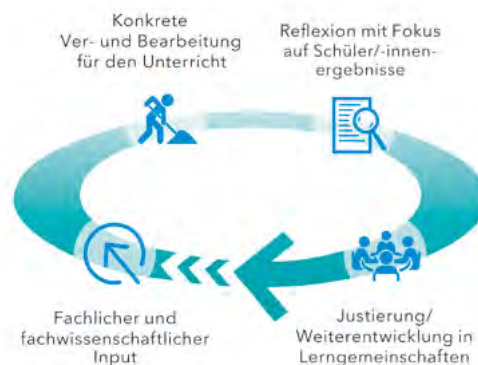 Konkrete
Ver- und Bearbeitung
für den Unterricht
Reflexion mit Fokus
auf Schüler/-innen-
ergebnisse
Fachlicher und
fachwissenschaftlicher
Input
Justierung/
Weiterentwicklung in
Lerngemeinschaften